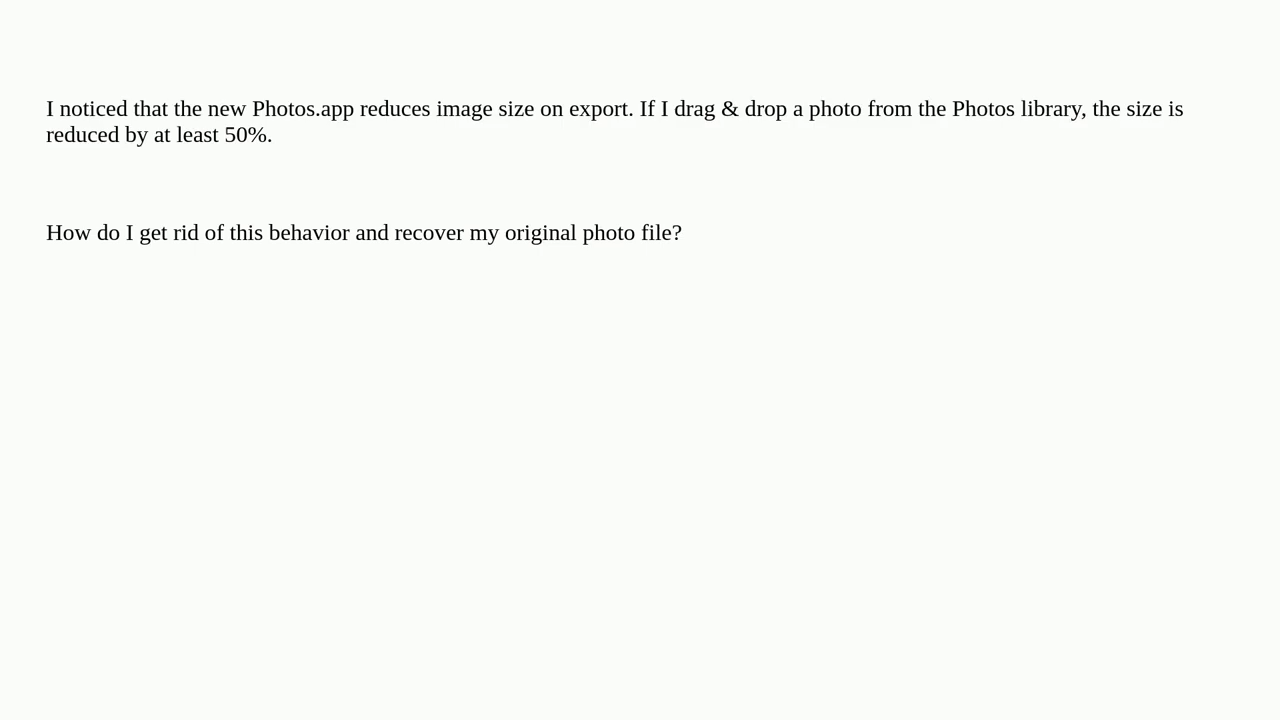 I noticed that the new Photos.app reduces image size on export. If I drag & drop a photo from the Photos library, the size is
reduced by at least 50%.
How do I get rid of this behavior and recover my original photo file?